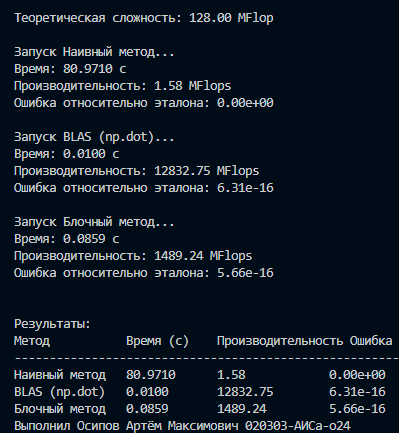 Теоретическая сложность: 128.00 MFlop
Запуск Наивный метод...
Время: 80.9710 с
Производительность: 1.58 MFlops
Ошибка относительно эталона: 0.00e+00
Запуск BLAS (np.dot)...
Время: 0.0100 с
Производительность: 12832.75 MFlops
Ошибка относительно эталона: 6.31e-16
Запуск Блочный метод...
Время: 0.0859 с
Производительность: 1489.24 MFlops
Ошибка относительно эталона: 5.66e-16
Результаты:
Метод Время (с) Производительность Ошибка
------------------------------------------------------
Наивный метод 80.9710 1.58 0.00e+00
BLAS (np.dot) 0.0100 12832.75 6.31e-16
Блочный метод 0.0859 1489.24 5.66e-16
Выполнил Осипов Артём Максимович 020303-АИСа-о24